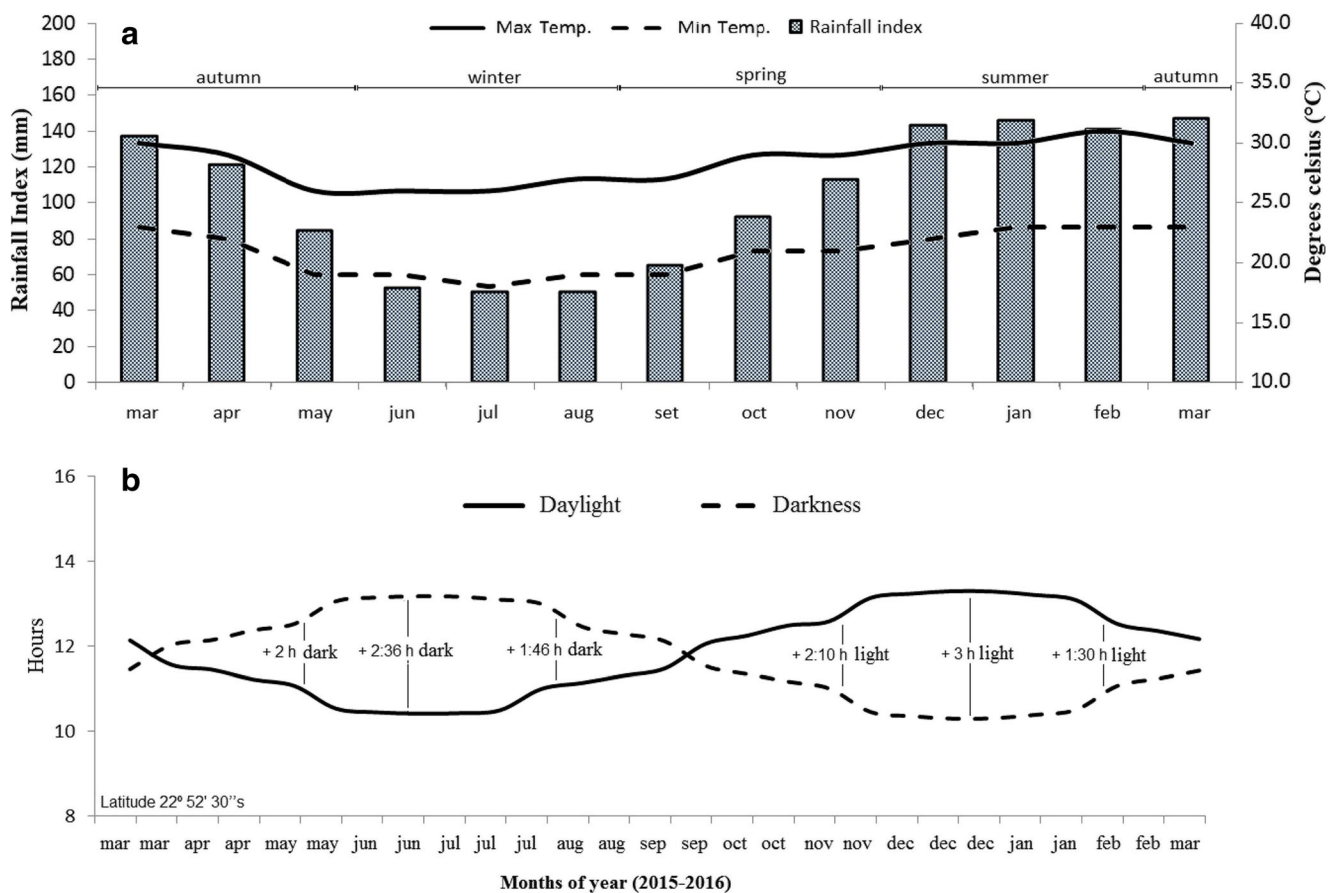 a
Max Temp. Min Temp. Rainfall index
autumn winter spring summer autumn
Rainfall Index (mm)
200
180
160
140
120
100
80
60
40
20
0
Degrees celsius (°C)
40.0
35.0
30.0
25.0
20.0
15.0
10.0
mar apr may jun jul aug set oct nov dec jan feb mar
b
Daylight Darkness
Hours
16
14
12
10
8
+ 2 h dark + 2:36 h dark + 1:46 h dark + 2:10 h light + 3 h light + 1:30 h light
Latitude 22º 52' 30''s
mar mar apr apr may may jun jun jul jul jul aug aug sep sep oct oct nov nov dec dec dec jan jan feb feb mar
Months of year (2015-2016)